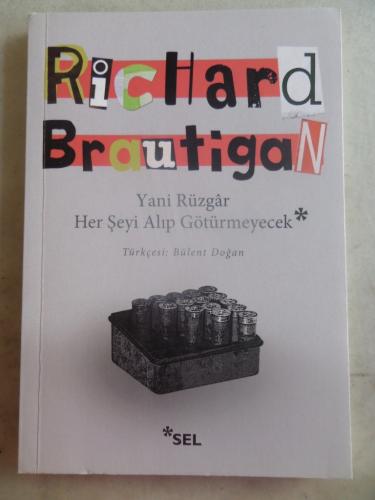 RicHard
BrautigaN
Yani Rüzgâr
Her Şeyi Alıp Götürmeyecek*
Türkçesi: Bülent Doğan
*SEL